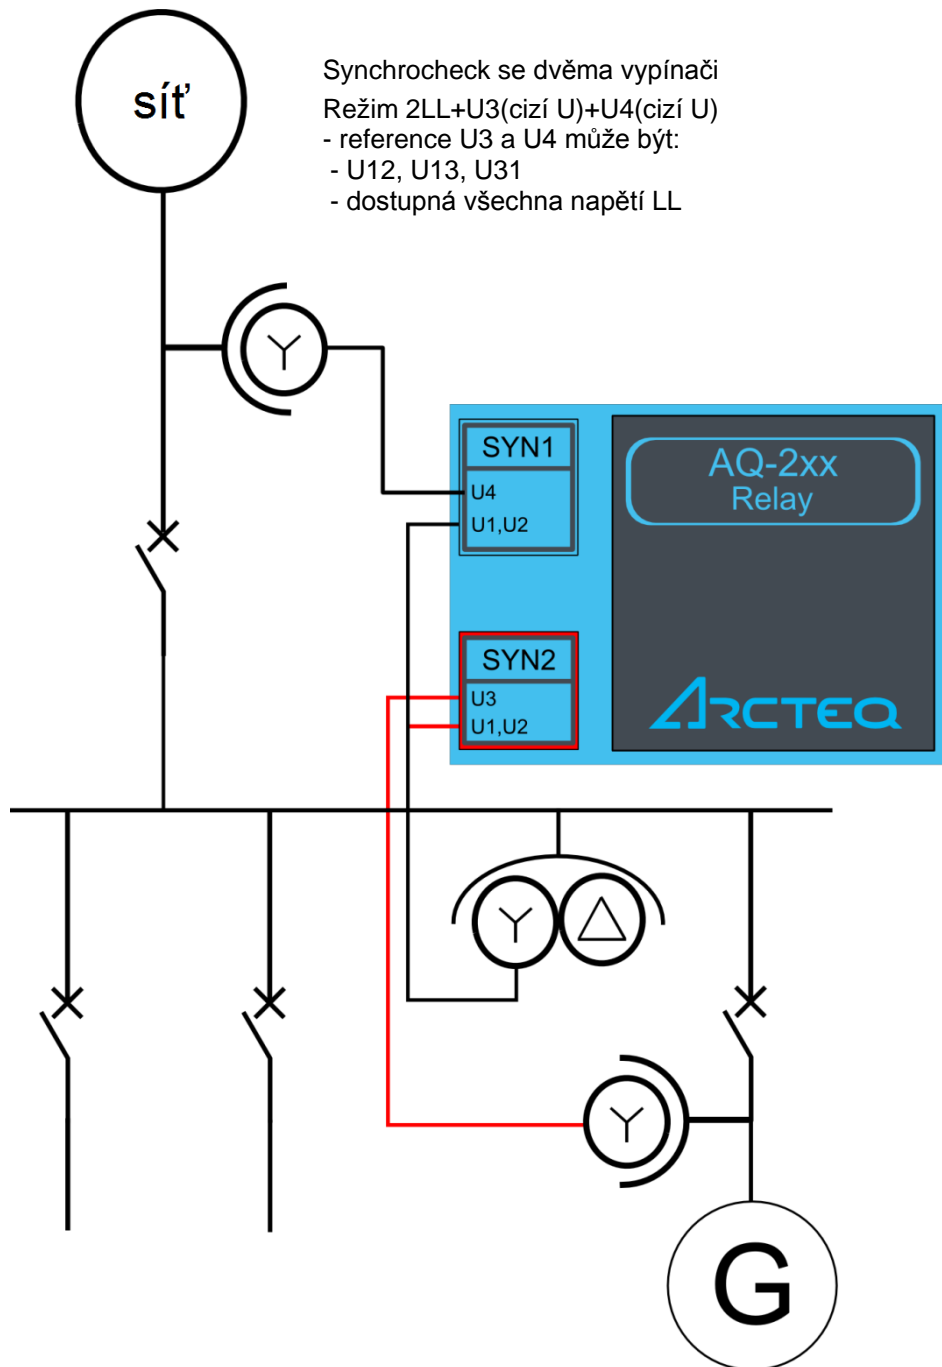 síť
Synchrocheck se dvěma vypínači
Režim 2LL+U3(cizí U)+U4(cizí U)
- reference U3 a U4 může být:
- U12, U13, U31
- dostupná všechna napětí LL
SYN1
U4
U1,U2
AQ-2xx
Relay
SYN2
U3
U1,U2
ARCTEQ
G